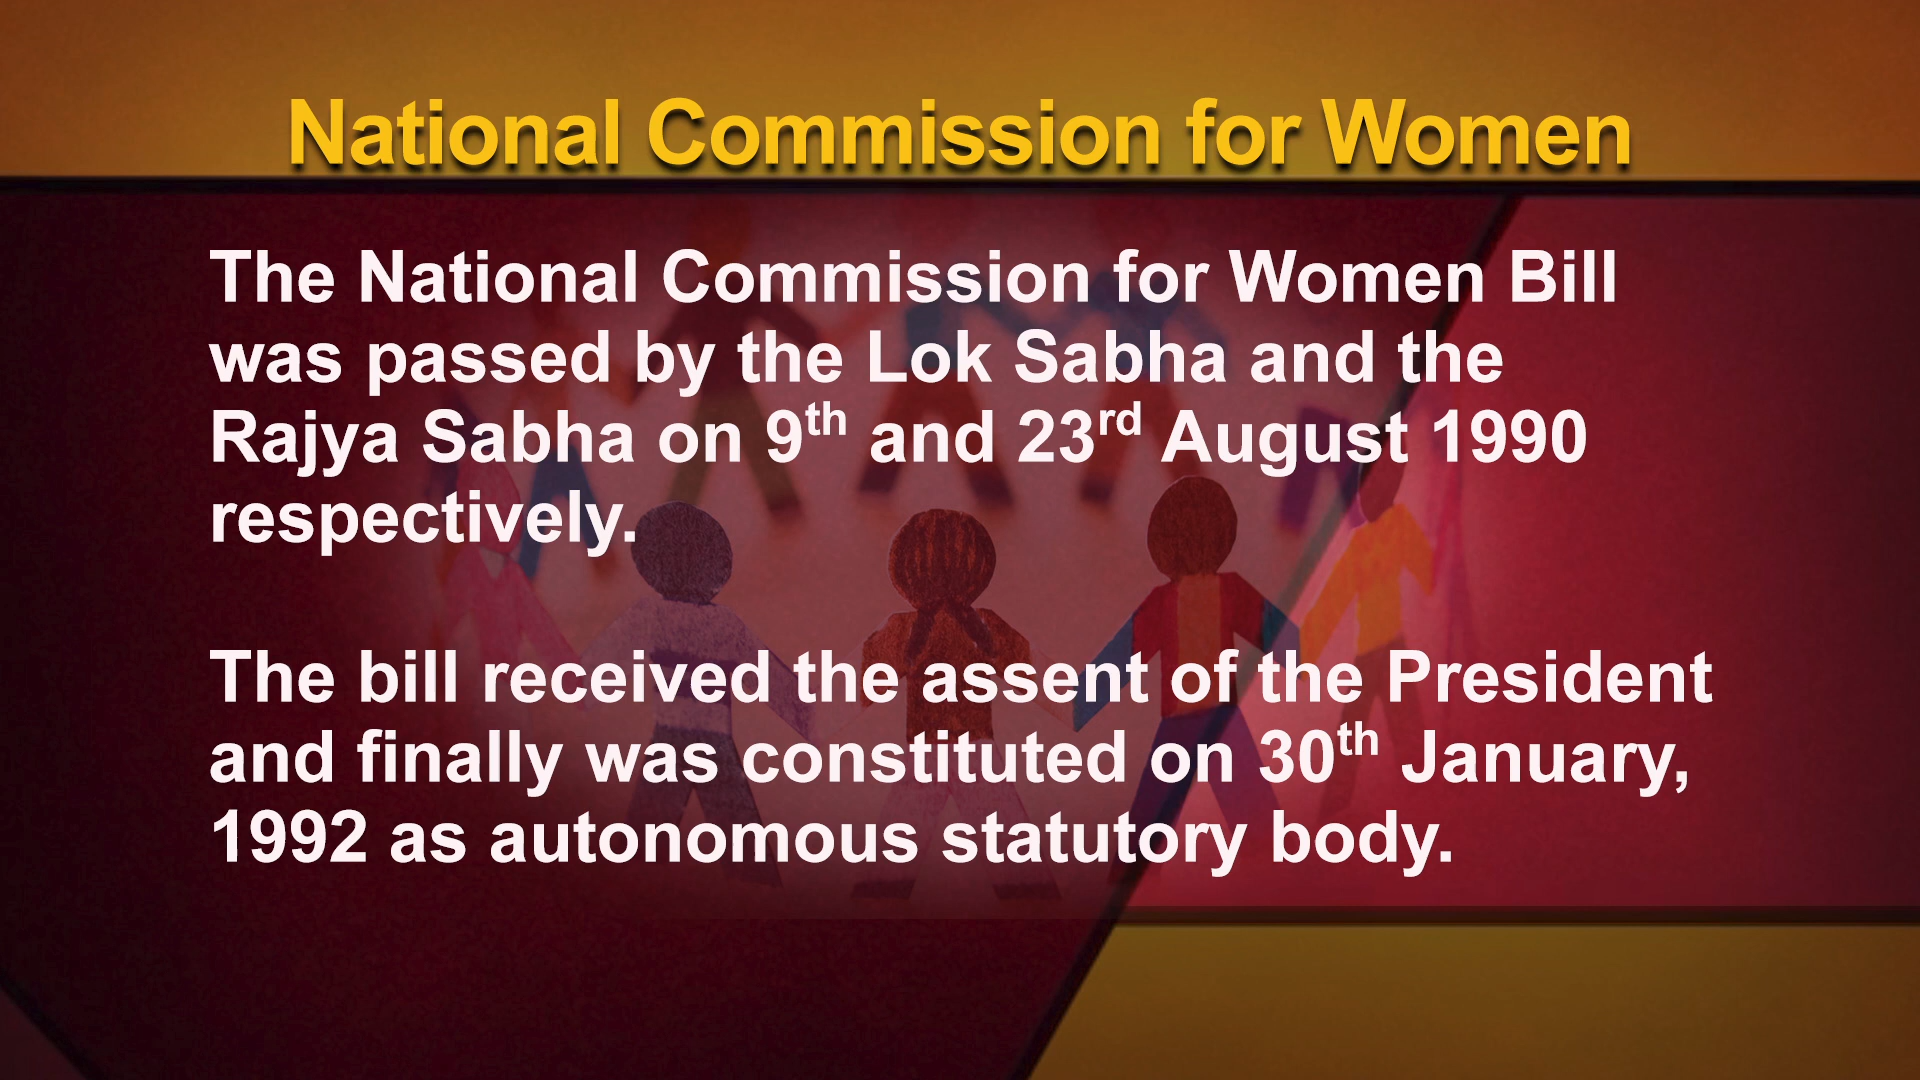 National Commission for Women
The National Commission for Women Bill
was passed by the Lok Sabha and the
Rajya Sabha on 9th and 23rd August 1990
respectively.
The bill received the assent of the President
and finally was constituted on 30th January,
1992 as autonomous statutory body.